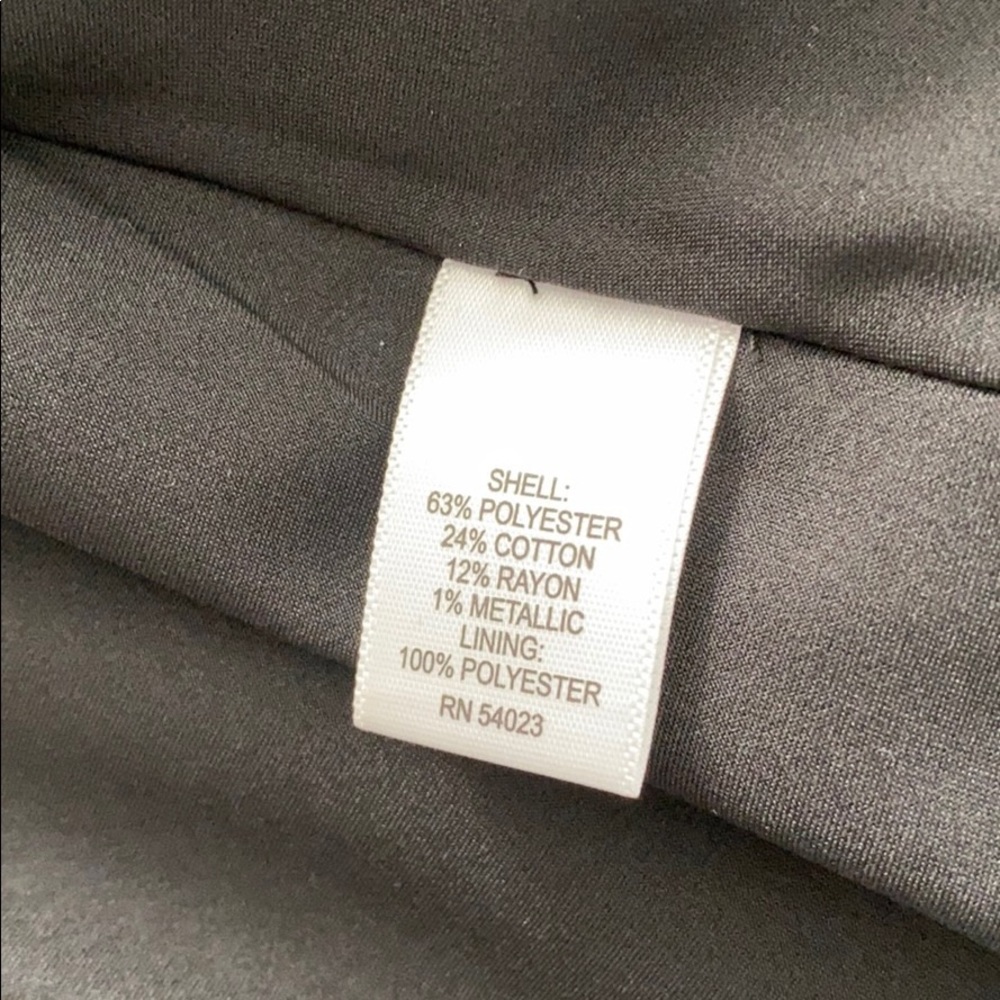 SHELL:
63% POLYESTER
24% COTTON
12% RAYON
1% METALLIC
LINING:
100% POLYESTER
RN 54023